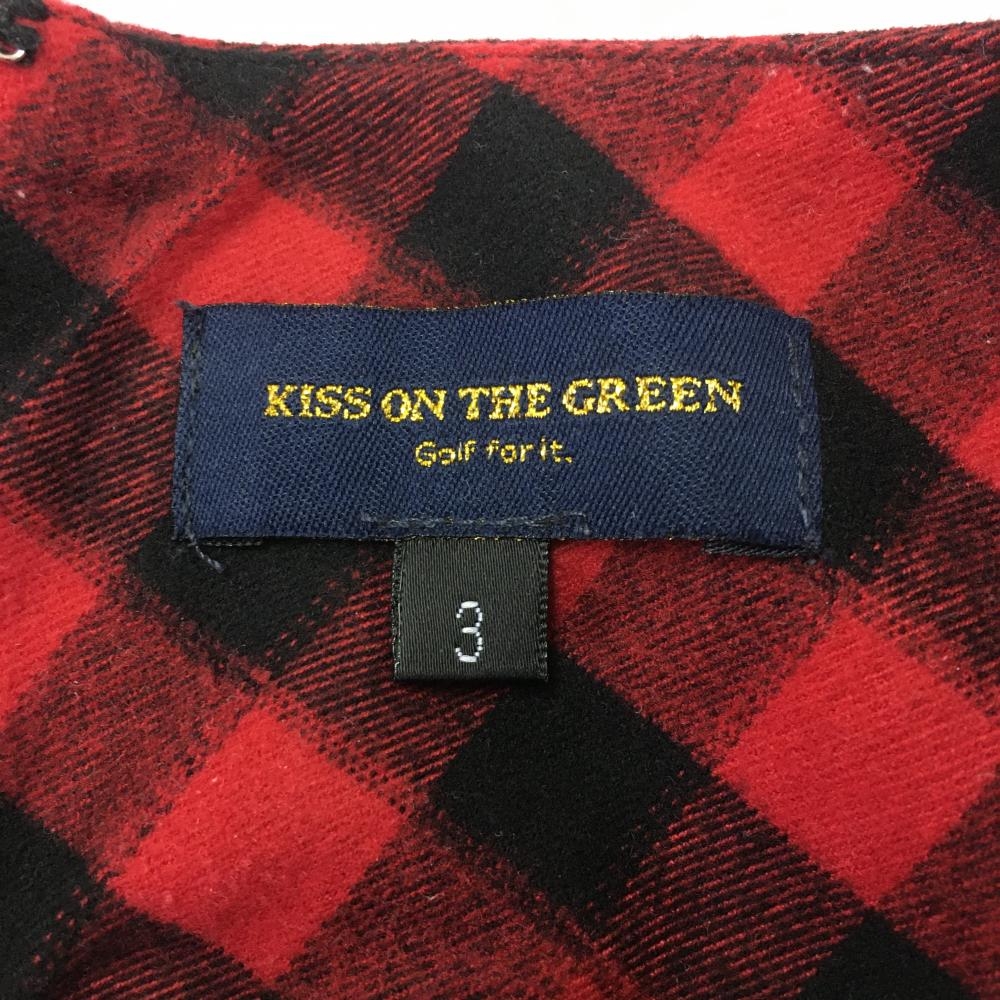 KISS ON THE GREEN
Golf for it.
3